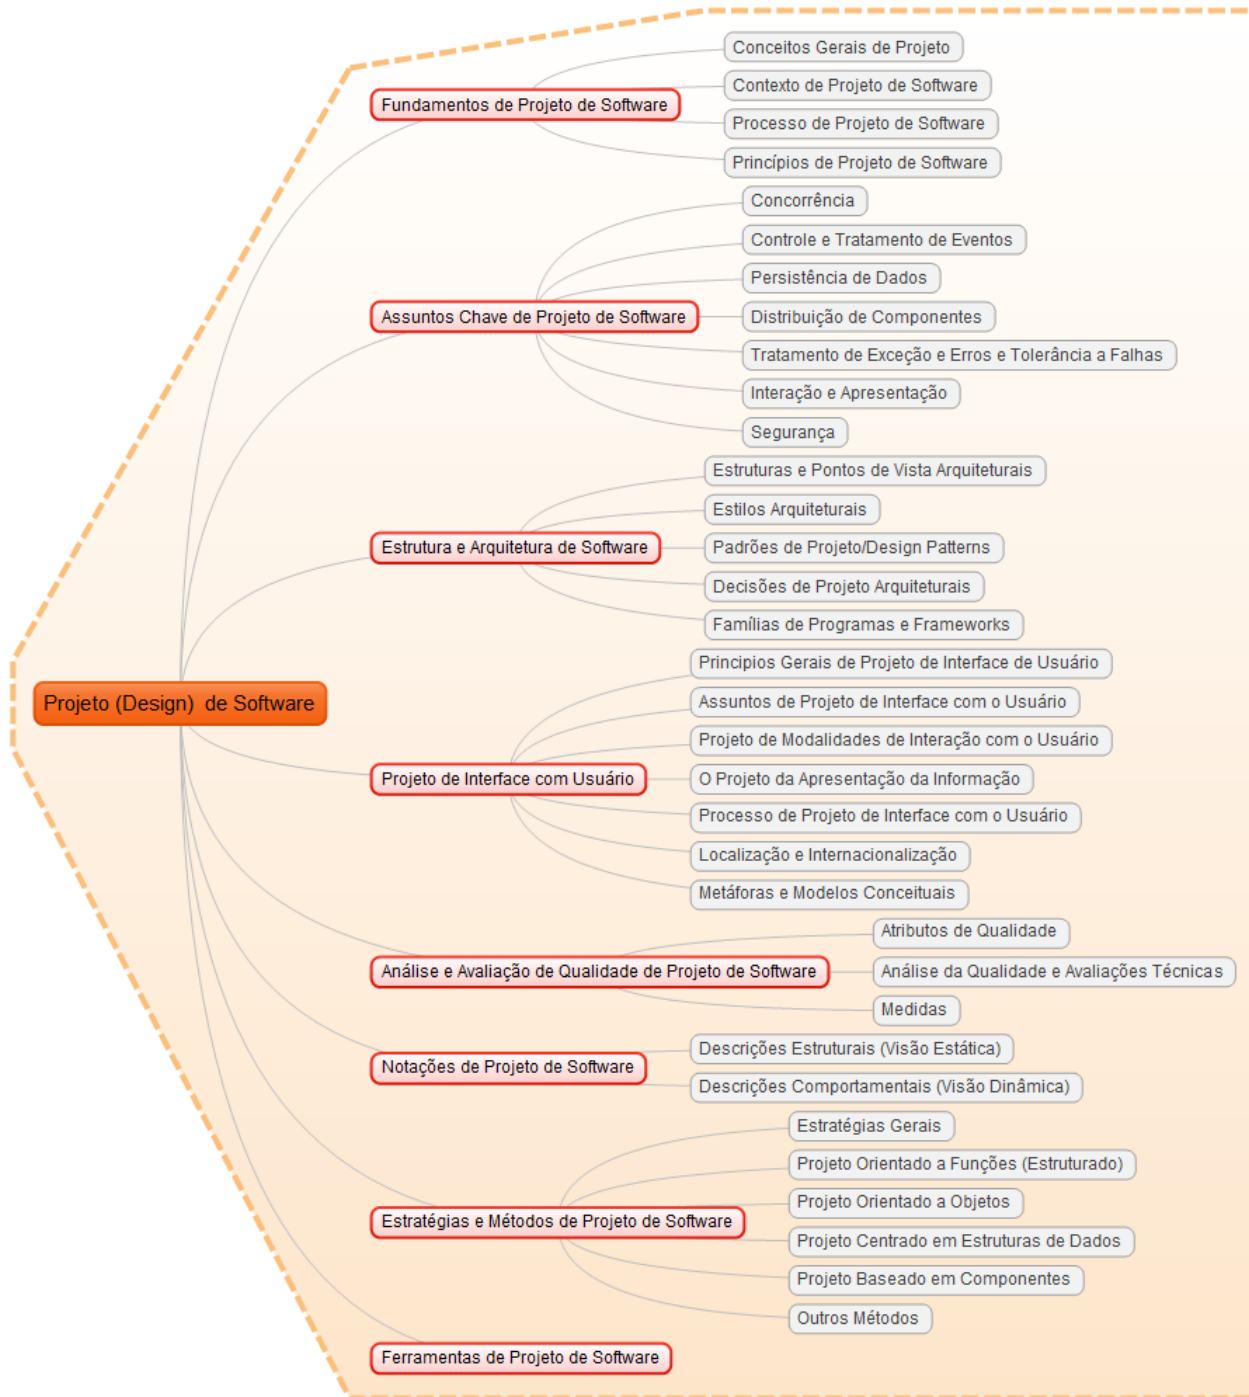 Conceitos Gerais de Projeto
Contexto de Projeto de Software
Fundamentos de Projeto de Software
Processo de Projeto de Software
Princípios de Projeto de Software
Concorrência
Controle e Tratamento de Eventos
Persistência de Dados
Assuntos Chave de Projeto de Software
Distribuição de Componentes
Tratamento de Exceção e Erros e Tolerância a Falhas
Interação e Apresentação
Segurança
Estruturas e Pontos de Vista Arquiteturais
Estilos Arquiteturais
Estrutura e Arquitetura de Software
Padrões de Projeto/Design Patterns
Decisões de Projeto Arquiteturais
Famílias de Programas e Frameworks
Principios Gerais de Projeto de Interface de Usuário
Projeto (Design) de Software
Assuntos de Projeto de Interface com o Usuário
Projeto de Modalidades de Interação com o Usuário
Projeto de Interface com Usuário
O Projeto da Apresentação da Informação
Processo de Projeto de Interface com o Usuário
Localização e Internacionalização
Metáforas e Modelos Conceituais
Atributos de Qualidade
Análise e Avaliação de Qualidade de Projeto de Software
Análise da Qualidade e Avaliações Técnicas
Medidas
Descrições Estruturais (Visão Estática)
Notações de Projeto de Software
Descrições Comportamentais (Visão Dinâmica)
Estratégias Gerais
Projeto Orientado a Funções (Estruturado)
Projeto Orientado a Objetos
Estratégias e Métodos de Projeto de Software
Projeto Centrado em Estruturas de Dados
Projeto Baseado em Componentes
Outros Métodos
Ferramentas de Projeto de Software